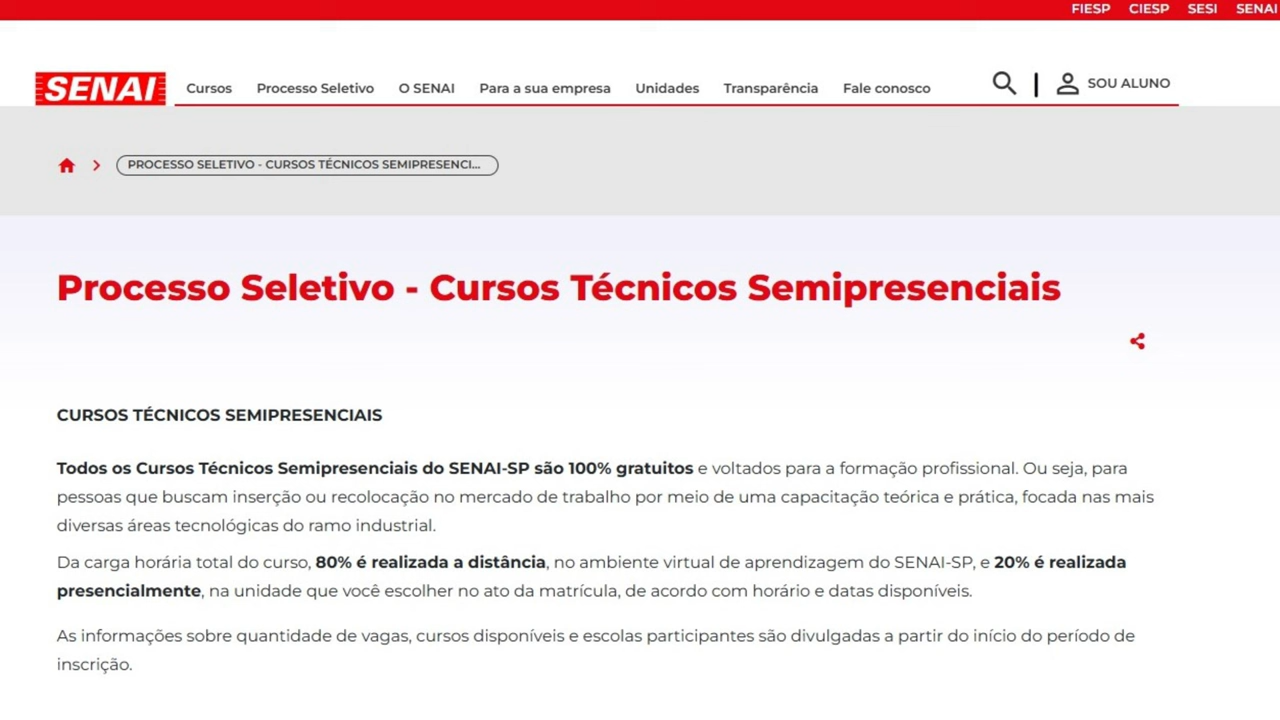 FIESP CIESP SESI SENAI
SENAI Cursos Processo Seletivo O SENAI Para a sua empresa Unidades Transparência Fale conosco SOU ALUNO
PROCESSO SELETIVO - CURSOS TÉCNICOS SEMIPRESENCI...
Processo Seletivo - Cursos Técnicos Semipresenciais
CURSOS TÉCNICOS SEMIPRESENCIAIS
Todos os Cursos Técnicos Semipresenciais do SENAI-SP são 100% gratuitos e voltados para a formação profissional. Ou seja, para
pessoas que buscam inserção ou recolocação no mercado de trabalho por meio de uma capacitação teórica e prática, focada nas mais
diversas áreas tecnológicas do ramo industrial.
Da carga horária total do curso, 80% é realizada a distância, no ambiente virtual de aprendizagem do SENAI-SP, e 20% é realizada
presencialmente, na unidade que você escolher no ato da matrícula, de acordo com horário e datas disponíveis.
As informações sobre quantidade de vagas, cursos disponíveis e escolas participantes são divulgadas a partir do início do período de
inscrição.